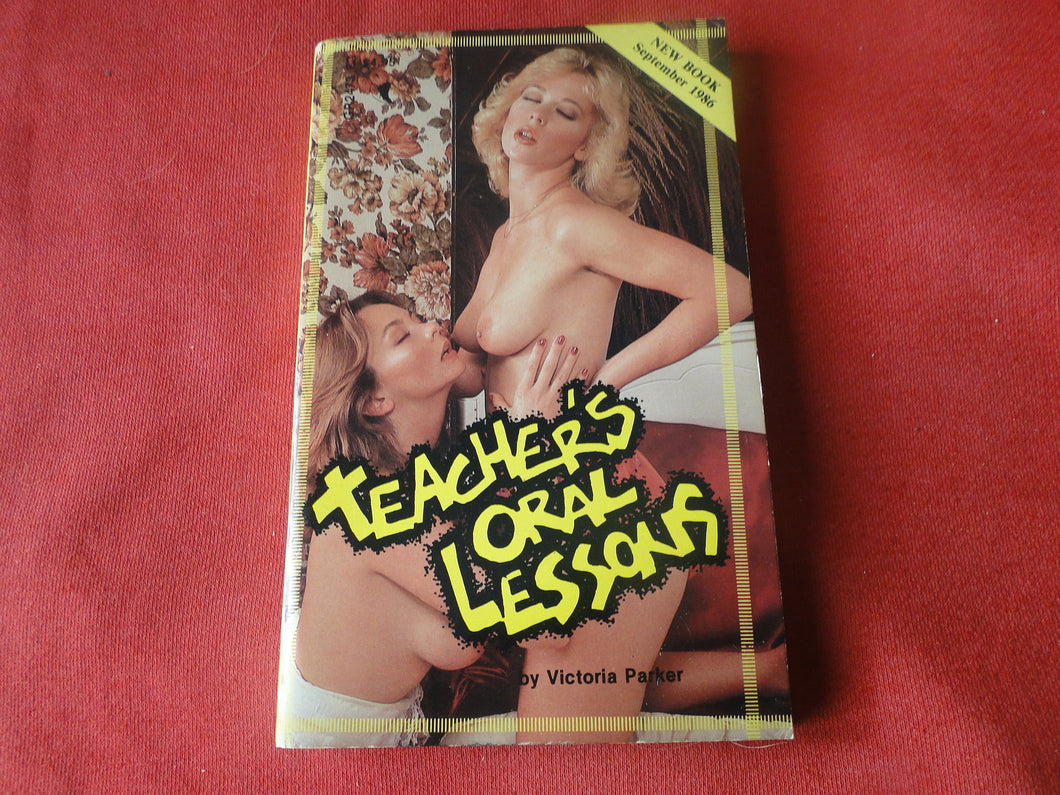 NEW BOOK
September 1986
TEACHER'S
ORAL
LESSONS
by Victoria Parker